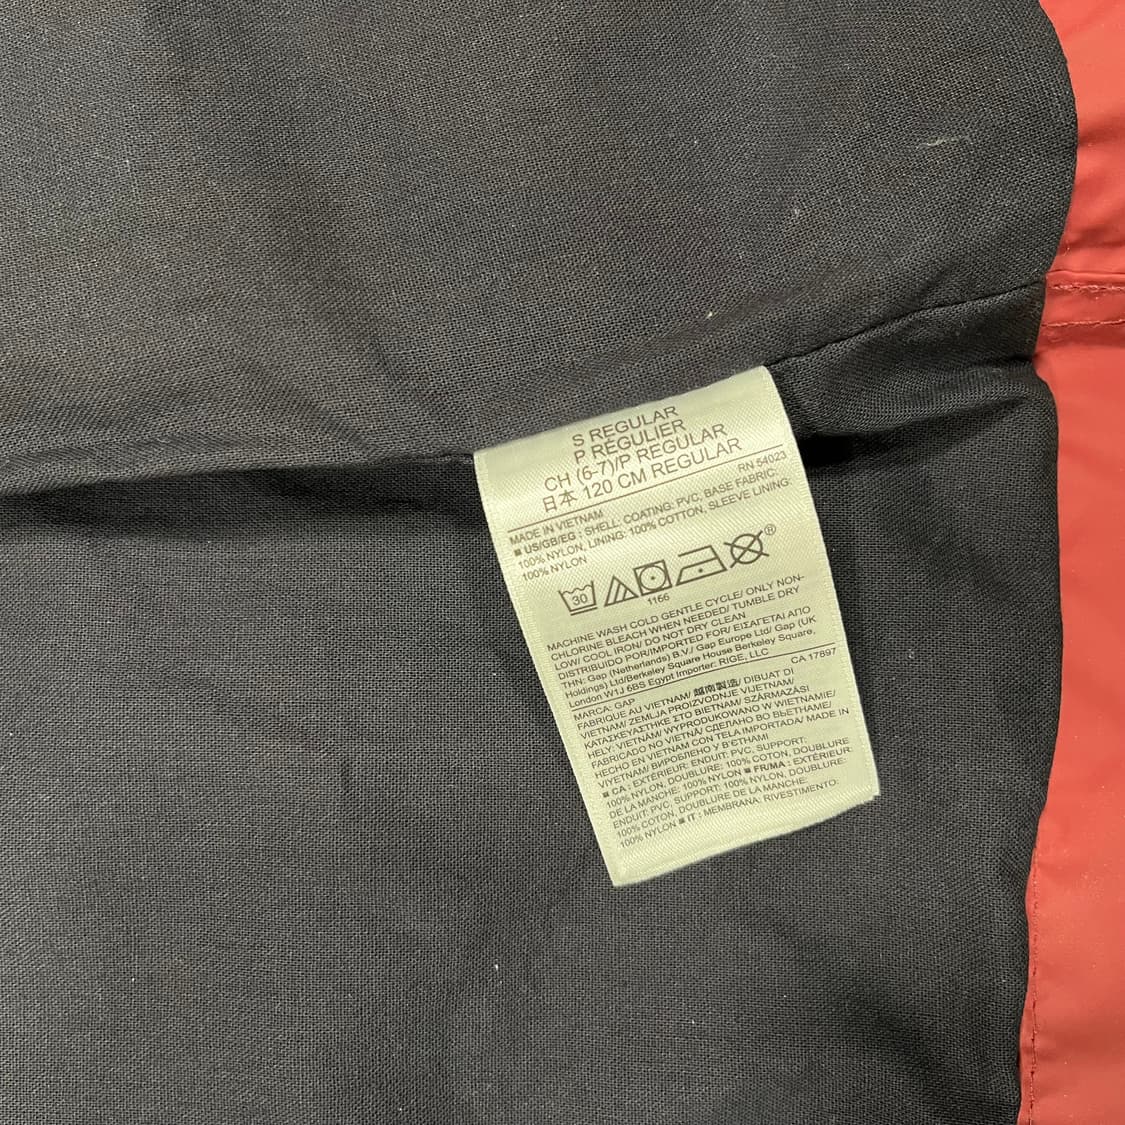 S REGULAR
P RÉGULIER
CH (6-7)/P REGULAR
日本 120 CM REGULAR
RN 54023
MADE IN VIETNAM
■ US/GB/EG : SHELL: COATING: PVC, BASE FABRIC:
100% NYLON, LINING: 100% COTTON, SLEEVE LINING:
100% NYLON
30
1166
®
MACHINE WASH COLD GENTLE CYCLE/ ONLY NON-
CHLORINE BLEACH WHEN NEEDED/ TUMBLE DRY
LOW/ COOL IRON/ DO NOT DRY CLEAN
DISTRIBUIDO POR/IMPORTED FOR/ ΕΙΣΑΓΕΤΑΙ ΑΠΟ
THN: Gap (Netherlands) B.V./ Gap Europe Ltd/ Gap (UK
Holdings) Ltd/Berkeley Square House Berkeley Square,
London W1J 6BS Egypt Importer: RIGE, LLC
CA 17897
MARCA: GAP
FABRIQUÉ AU VIETNAM/ 越南製造/ DIBUAT DI
VIETNAM/ ZEMLJA PROIZVODNJE VIJETNAM/
ΚΑΤΑΣΚΕΥΑΣΤΗΚΕ ΣΤΟ ΒΙΕΤΝΑΜ/ SZÁRMAZÁSI
HELY: VIETNÁM/ WYPRODUKOWANO W WIETNAMIE/
FABRICADO NO VIETNÃ/ СДЕЛАНО ВО ВЬЕТНАМЕ/
HECHO EN VIETNAM CON TELA IMPORTADA/ MADE IN
VIYETNAM/ ВИРОБЛЕНО У В'ЄТНАМІ
■ CA : EXTÉRIEUR: ENDUIT: PVC, SUPPORT:
100% NYLON, DOUBLURE: 100% COTON, DOUBLURE
DE LA MANCHE: 100% NYLON ■ FR/MA : EXTÉRIEUR:
ENDUIT: PVC, SUPPORT: 100% NYLON, DOUBLURE:
100% COTON, DOUBLURE DE LA MANCHE:
100% NYLON ■ IT : MEMBRANA: RIVESTIMENTO: